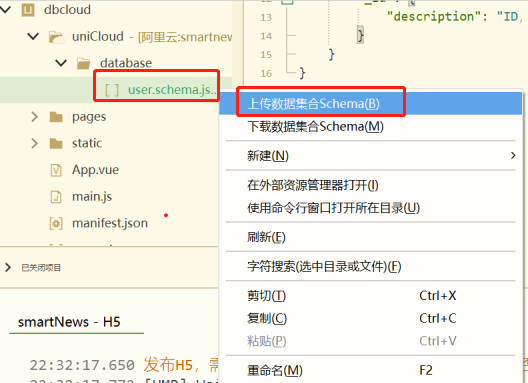 dbcloud
uniCloud - [阿里云:smartnew
database
[ ] user.schema.js...
pages
static
App.vue
main.js
manifest.json
已关闭项目
12
13 "description": "ID,
14 }
15 }
16 }
上传数据集合Schema(B)
下载数据集合Schema(M)
新建(N)
在外部资源管理器打开(I)
使用命令行窗口打开所在目录(U)
刷新(E)
字符搜索(选中目录或文件)(F)
剪切(T) Ctrl+X
复制(C) Ctrl+C
粘贴(P) Ctrl+V
重命名(M) F2
smartNews - H5
22:32:17.650 发布H5,